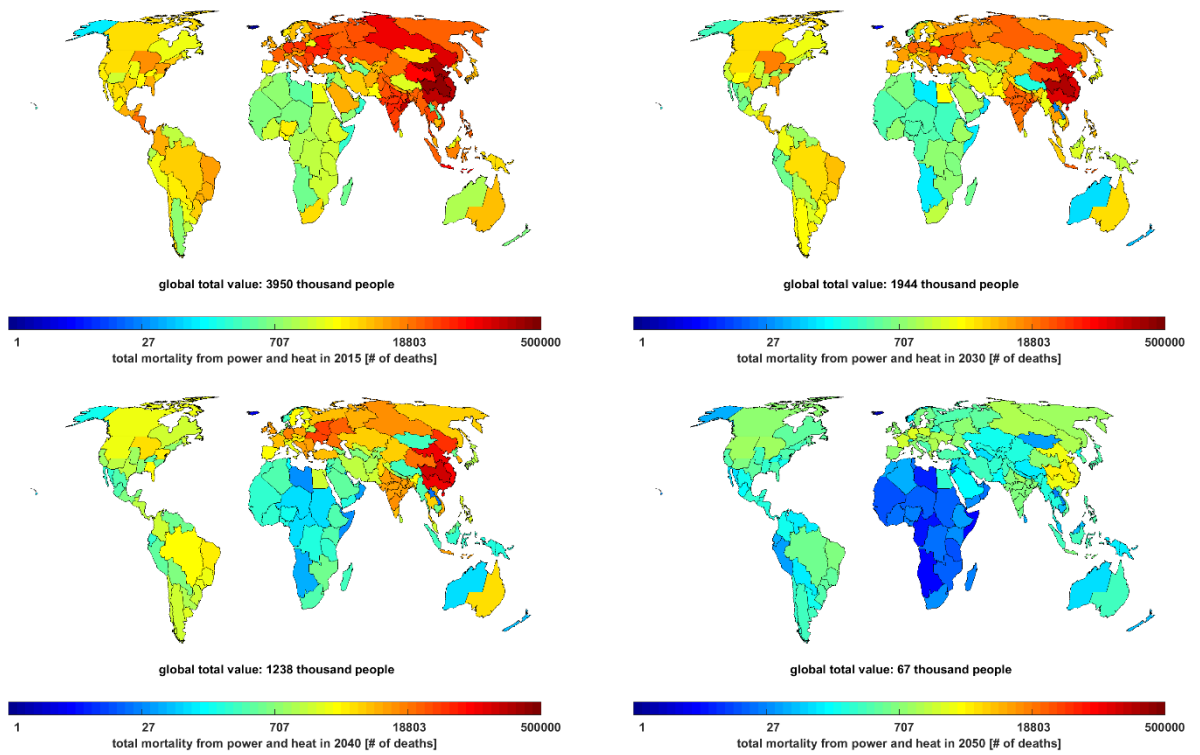 global total value: 3950 thousand people
1 27 707 18803 500000
total mortality from power and heat in 2015 [# of deaths]
global total value: 1944 thousand people
1 27 707 18803 500000
total mortality from power and heat in 2030 [# of deaths]
global total value: 1238 thousand people
1 27 707 18803 500000
total mortality from power and heat in 2040 [# of deaths]
global total value: 67 thousand people
1 27 707 18803 500000
total mortality from power and heat in 2050 [# of deaths]